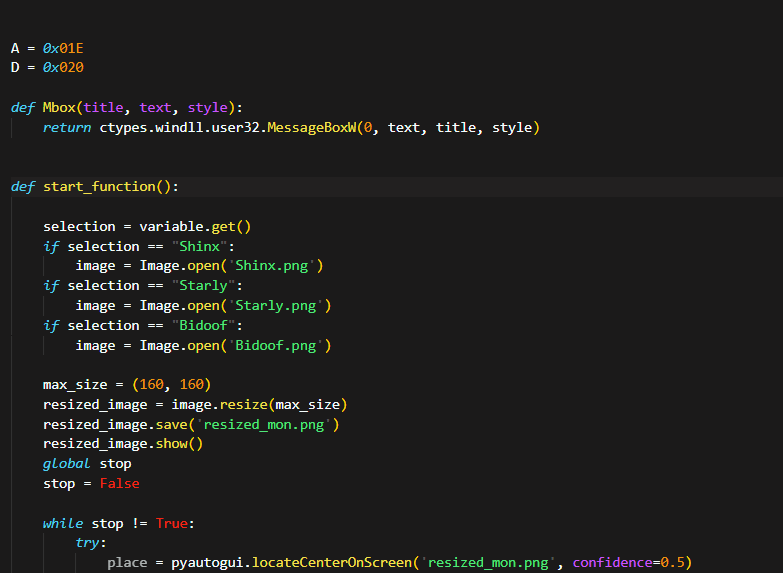 A = 0x01E
D = 0x020
def Mbox(title, text, style):
return ctypes.windll.user32.MessageBoxW(0, text, title, style)
def start_function():
selection = variable.get()
if selection == "Shinx":
image = Image.open('Shinx.png')
if selection == "Starly":
image = Image.open('Starly.png')
if selection == "Bidoof":
image = Image.open('Bidoof.png')
max_size = (160, 160)
resized_image = image.resize(max_size)
resized_image.save('resized_mon.png')
resized_image.show()
global stop
stop = False
while stop != True:
try:
place = pyautogui.locateCenterOnScreen('resized_mon.png', confidence=0.5)